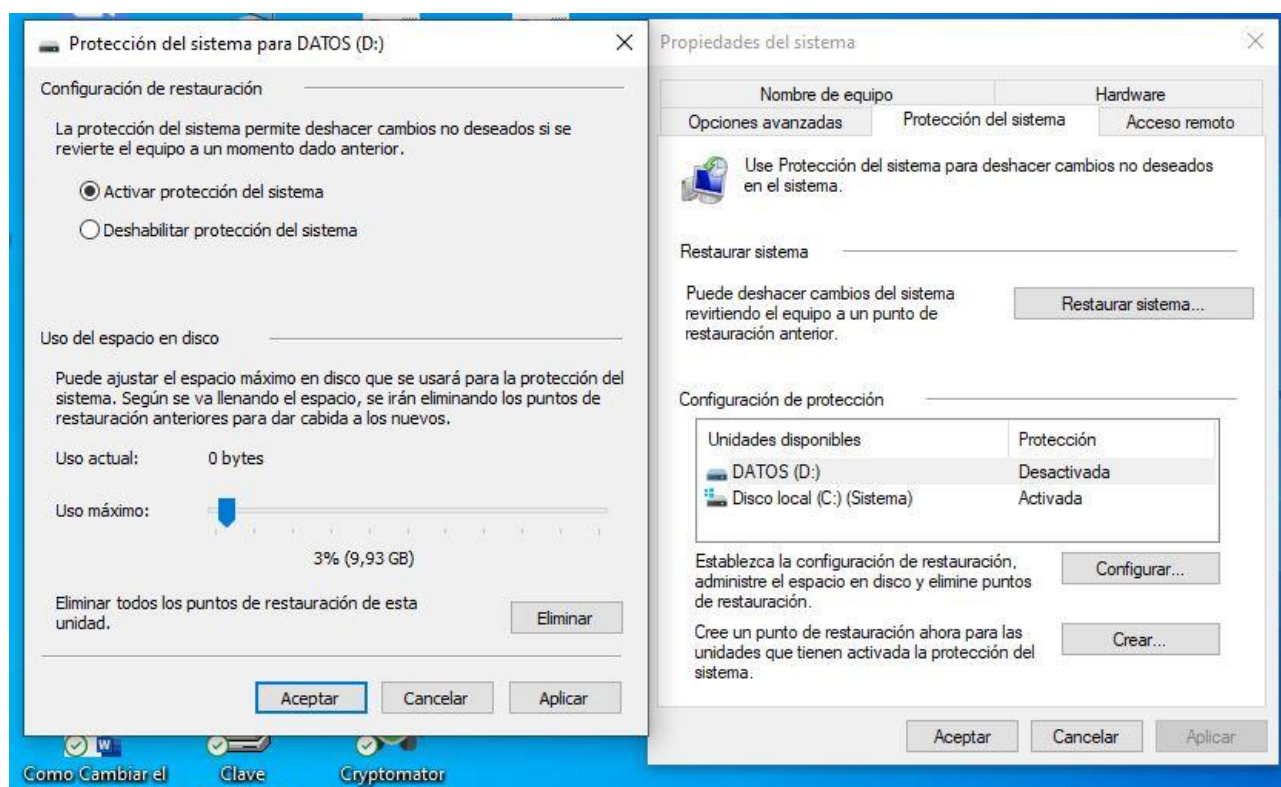 Protección del sistema para DATOS (D:)
Configuración de restauración
La protección del sistema permite deshacer cambios no deseados si se
revierte el equipo a un momento dado anterior.
Activar protección del sistema
Deshabilitar protección del sistema
Uso del espacio en disco
Puede ajustar el espacio máximo en disco que se usará para la protección del
sistema. Según se va llenando el espacio, se irán eliminando los puntos de
restauración anteriores para dar cabida a los nuevos.
Uso actual: 0 bytes
Uso máximo:
3% (9,93 GB)
Eliminar todos los puntos de restauración de esta
unidad.
Eliminar
Aceptar Cancelar Aplicar
Propiedades del sistema
Nombre de equipo Hardware
Opciones avanzadas Protección del sistema Acceso remoto
Use Protección del sistema para deshacer cambios no deseados
en el sistema.
Restaurar sistema
Puede deshacer cambios del sistema
revirtiendo el equipo a un punto de
restauración anterior.
Restaurar sistema...
Configuración de protección
Unidades disponibles Protección
DATOS (D:) Desactivada
Disco local (C:) (Sistema) Activada
Establezca la configuración de restauración,
administre el espacio en disco y elimine puntos
de restauración.
Configurar...
Cree un punto de restauración ahora para las
unidades que tienen activada la protección del
sistema.
Crear...
Aceptar Cancelar Aplicar
W
Como Cambiar el Clave Cryptomator